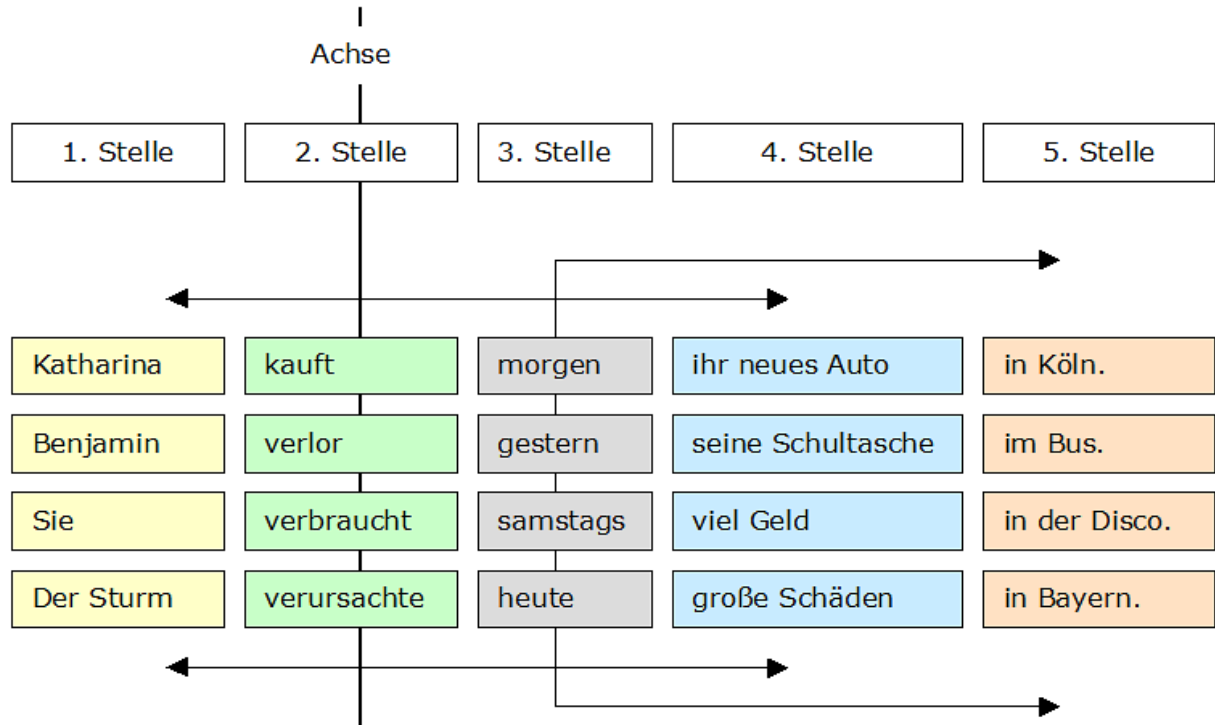 Achse
1. Stelle 2. Stelle 3. Stelle 4. Stelle 5. Stelle
Katharina kauft morgen ihr neues Auto in Köln.
Benjamin verlor gestern seine Schultasche im Bus.
Sie verbraucht samstags viel Geld in der Disco.
Der Sturm verursachte heute große Schäden in Bayern.